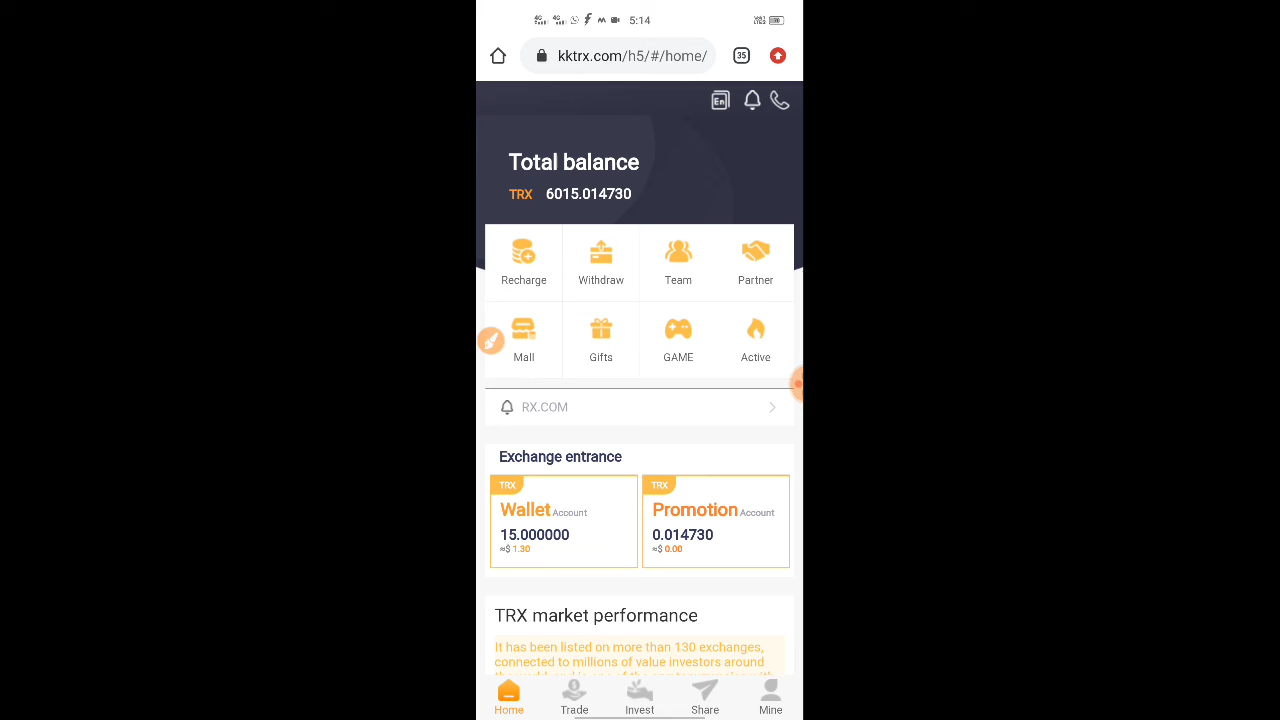 5:14
kktrx.com/h5/#/home/ 35
En
Total balance
TRX 6015.014730
Recharge Withdraw Team Partner
Mall Gifts GAME Active
RX.COM
Exchange entrance
TRX TRX
Wallet Account Promotion Account
15.000000 0.014730
≈$ 1.30 ≈$ 0.00
TRX market performance
It has been listed on more than 130 exchanges,
connected to millions of value investors around
Home Trade Invest Share Mine